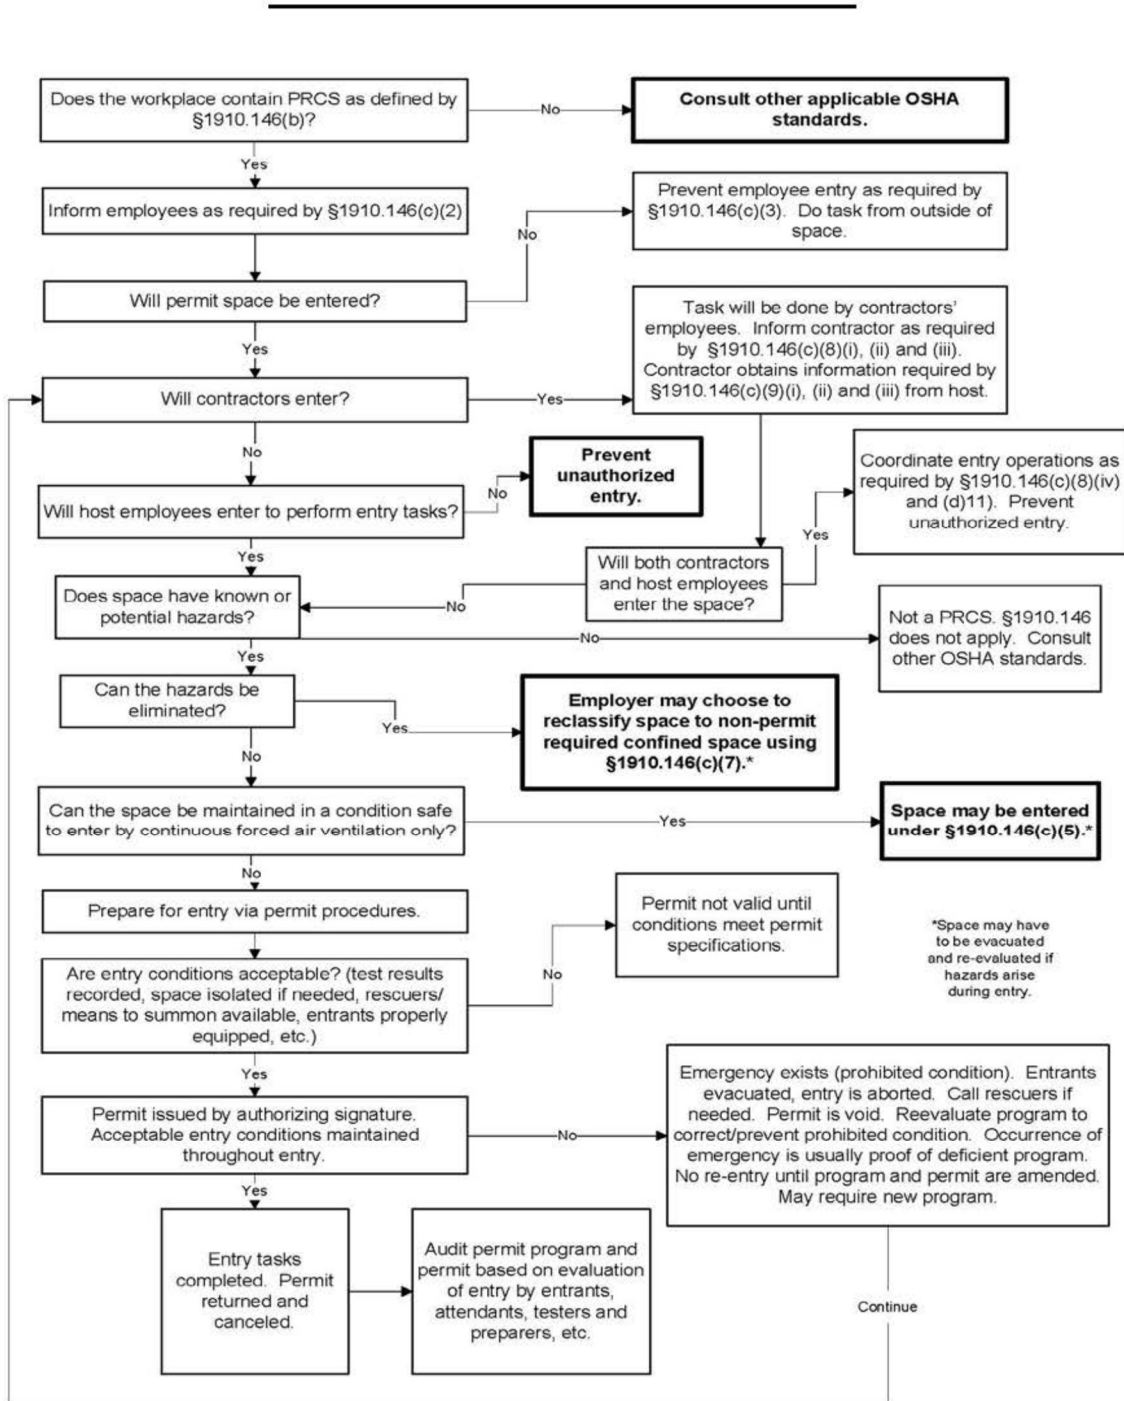 Does the workplace contain PRCS as defined by
§1910.146(b)?
No
Consult other applicable OSHA
standards.
Yes
Inform employees as required by §1910.146(c)(2)
Prevent employee entry as required by
§1910.146(c)(3). Do task from outside of
space.
No
Will permit space be entered?
Yes
Task will be done by contractors'
employees. Inform contractor as required
by §1910.146(c)(8)(i), (ii) and (iii).
Contractor obtains information required by
§1910.146(c)(9)(i), (ii) and (iii) from host.
Will contractors enter?
Yes
No
Prevent
unauthorized
entry.
Coordinate entry operations as
required by §1910.146(c)(8)(iv)
and (d)11). Prevent
unauthorized entry.
Will host employees enter to perform entry tasks?
No
Yes
Yes
Will both contractors
and host employees
enter the space?
No
Does space have known or
potential hazards?
No
Not a PRCS. §1910.146
does not apply. Consult
other OSHA standards.
Yes
Can the hazards be
eliminated?
Yes
Employer may choose to
reclassify space to non-permit
required confined space using
§1910.146(c)(7).*
No
Can the space be maintained in a condition safe
to enter by continuous forced air ventilation only?
Yes
Space may be entered
under §1910.146(c)(5).*
No
Prepare for entry via permit procedures.
Permit not valid until
conditions meet permit
specifications.
*Space may have
to be evacuated
and re-evaluated if
hazards arise
during entry.
Are entry conditions acceptable? (test results
recorded, space isolated if needed, rescuers/
means to summon available, entrants properly
equipped, etc.)
No
Yes
Permit issued by authorizing signature.
Acceptable entry conditions maintained
throughout entry.
No
Emergency exists (prohibited condition). Entrants
evacuated, entry is aborted. Call rescuers if
needed. Permit is void. Reevaluate program to
correct/prevent prohibited condition. Occurrence of
emergency is usually proof of deficient program.
No re-entry until program and permit are amended.
May require new program.
Yes
Entry tasks
completed. Permit
returned and
canceled.
Audit permit program and
permit based on evaluation
of entry by entrants,
attendants, testers and
preparers, etc.
Continue